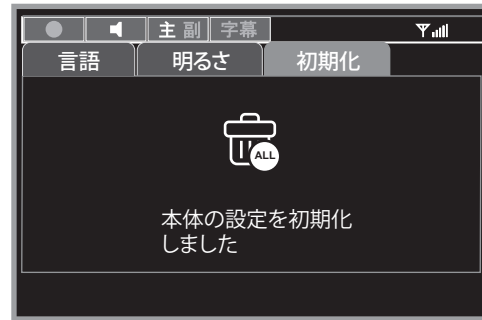 主 副 字幕
言語 明るさ 初期化
ALL
本体の設定を初期化
しました